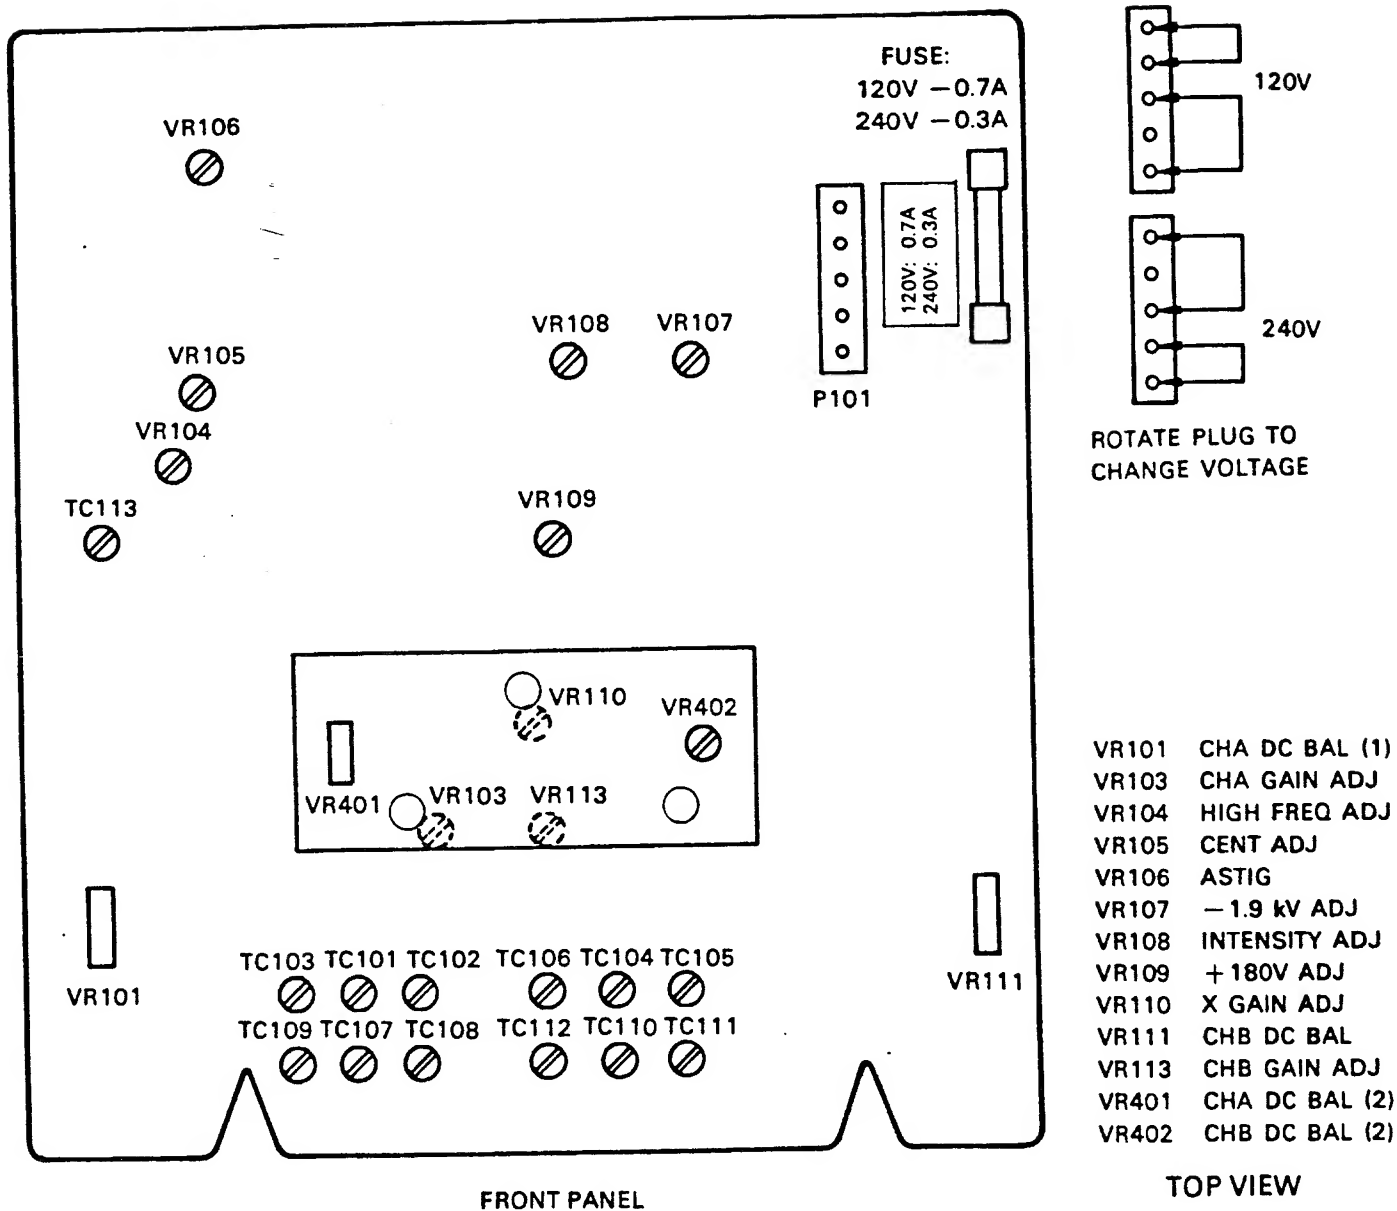 FUSE:
120V – 0.7A
240V – 0.3A
120V
VR106
120V: 0.7A
240V: 0.3A
VR108 VR107
240V
VR105
P101
VR104
ROTATE PLUG TO
CHANGE VOLTAGE
TC113
VR109
VR110
VR402
VR401
VR103
VR113
VR101
VR111
TC103 TC101 TC102 TC106 TC104 TC105
TC109 TC107 TC108 TC112 TC110 TC111
VR101 CHA DC BAL (1)
VR103 CHA GAIN ADJ
VR104 HIGH FREQ ADJ
VR105 CENT ADJ
VR106 ASTIG
VR107 – 1.9 kV ADJ
VR108 INTENSITY ADJ
VR109 + 180V ADJ
VR110 X GAIN ADJ
VR111 CHB DC BAL
VR113 CHB GAIN ADJ
VR401 CHA DC BAL (2)
VR402 CHB DC BAL (2)
TOP VIEW
FRONT PANEL